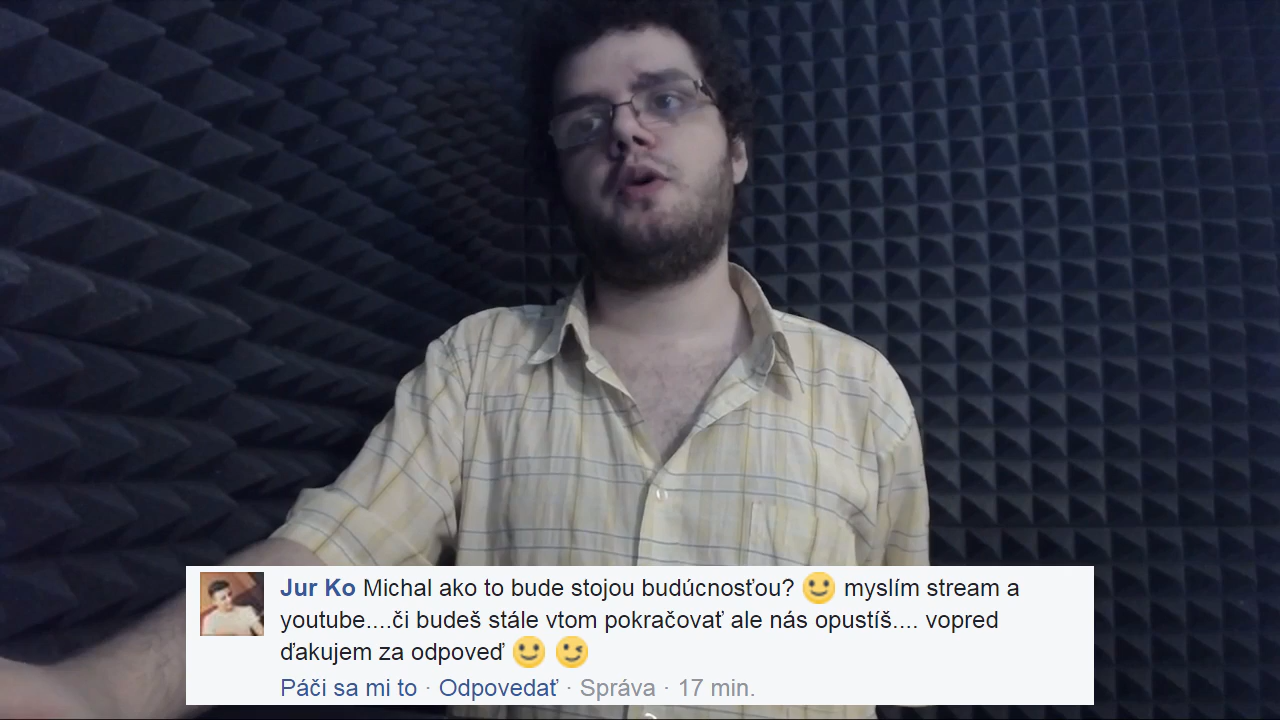 Jur Ko Michal ako to bude stojou budúcnosťou? 🙂 myslím stream a
youtube....či budeš stále vtom pokračovať ale nás opustíš.... vopred
ďakujem za odpoveď 🙂 😉
Páči sa mi to · Odpovedať · Správa · 17 min.